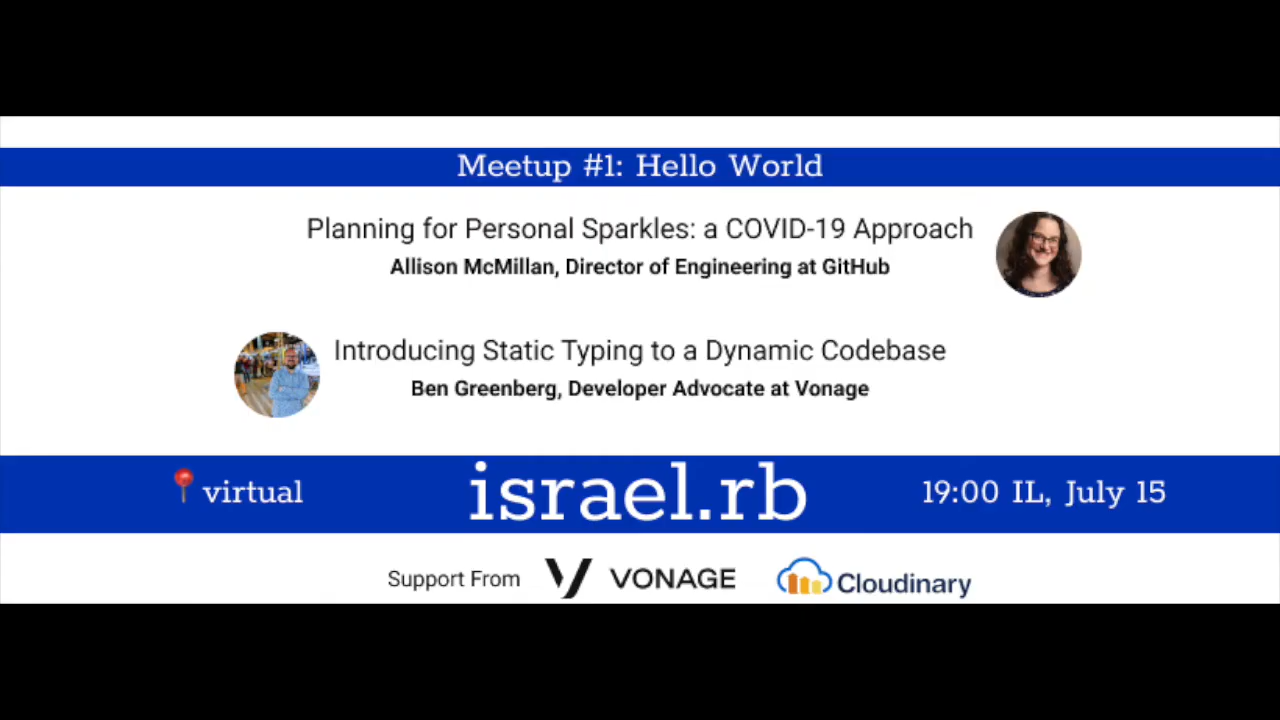 Meetup #1: Hello World
Planning for Personal Sparkles: a COVID-19 Approach
Allison McMillan, Director of Engineering at GitHub
Introducing Static Typing to a Dynamic Codebase
Ben Greenberg, Developer Advocate at Vonage
virtual
israel.rb
19:00 IL, July 15
Support From
VONAGE
Cloudinary